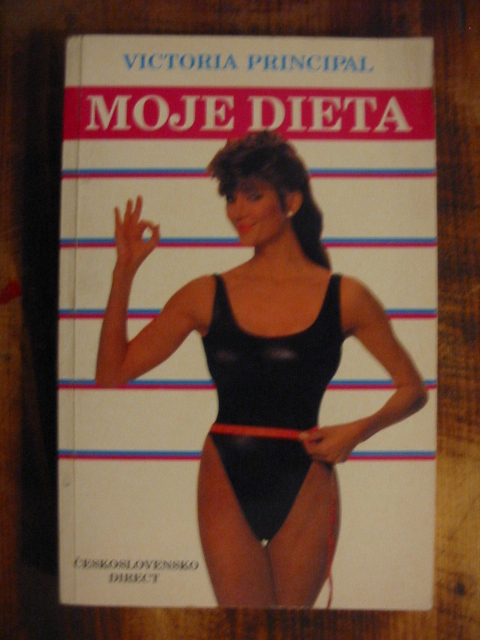 VICTORIA PRINCIPAL
MOJE DIETA
ČESKOSLOVENSKO
DIRECT